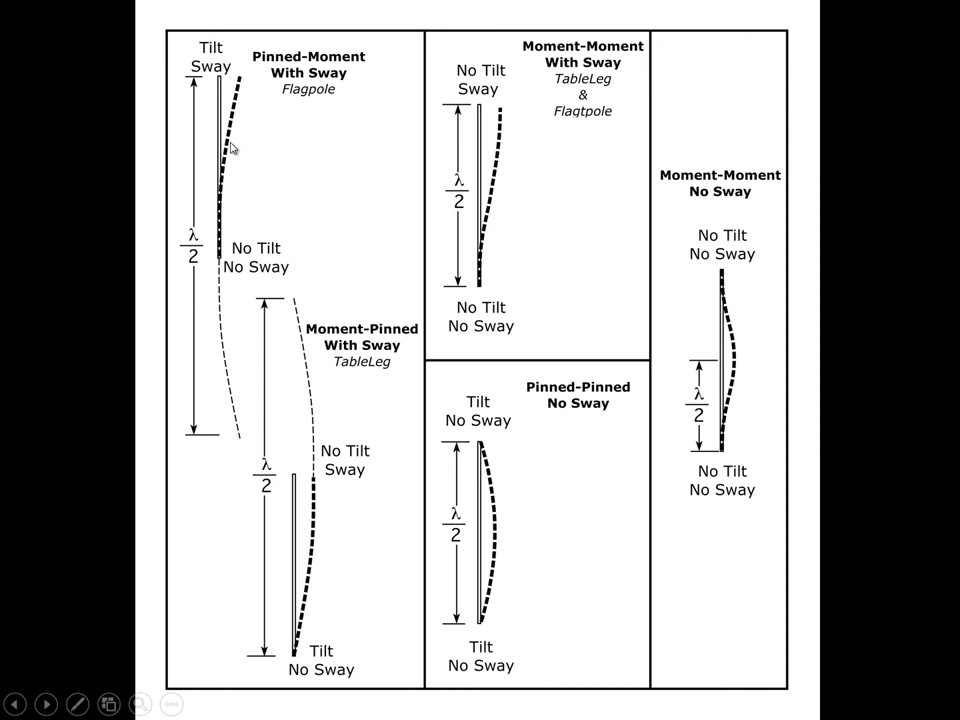 Tilt
Sway
Pinned-Moment
With Sway
Flagpole
λ
2
No Tilt
No Sway
Moment-Pinned
With Sway
TableLeg
λ
2
No Tilt
Sway
Tilt
No Sway
Moment-Moment
With Sway
TableLeg
&
Flagtpole
No Tilt
Sway
λ
2
No Tilt
No Sway
Pinned-Pinned
No Sway
Tilt
No Sway
λ
2
Tilt
No Sway
Moment-Moment
No Sway
No Tilt
No Sway
λ
2
No Tilt
No Sway